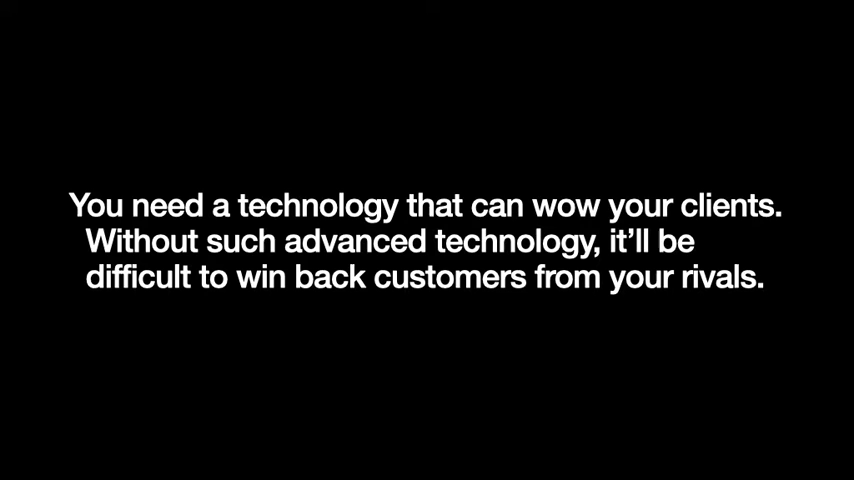 You need a technology that can wow your clients.
Without such advanced technology, it’ll be
difficult to win back customers from your rivals.